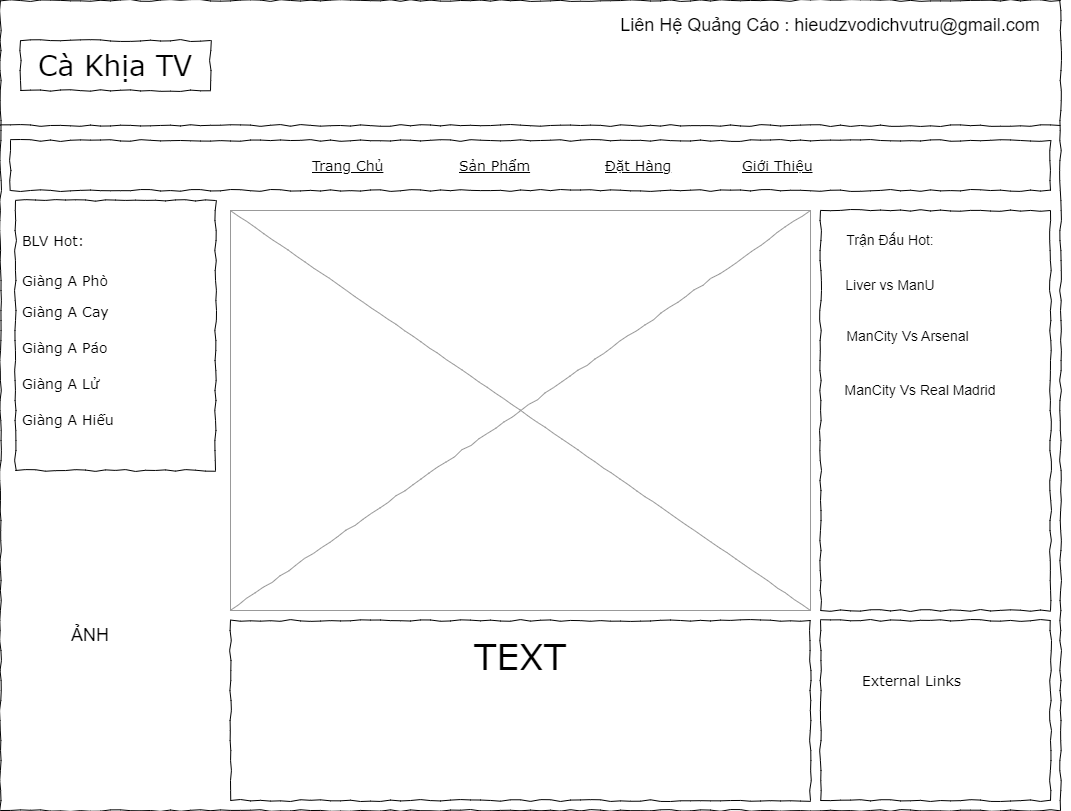 Liên Hệ Quảng Cáo : hieudzvodichvutru@gmail.com
Cà Khịa TV
Trang Chủ Sản Phẩm Đặt Hàng Giới Thiệu
BLV Hot:
Giàng A Phò
Giàng A Cay
Giàng A Páo
Giàng A Lử
Giàng A Hiếu
Trận Đấu Hot:
Liver vs ManU
ManCity Vs Arsenal
ManCity Vs Real Madrid
ẢNH
TEXT
External Links